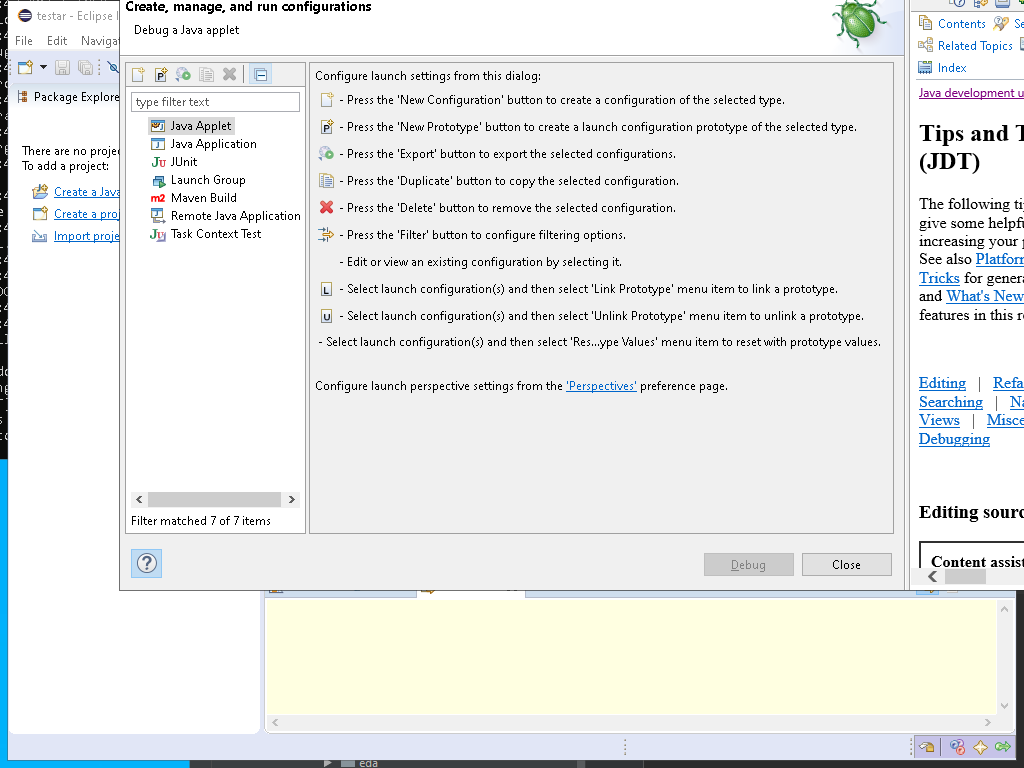 testar - Eclipse I
File Edit Navigat
Package Explore
There are no projec
To add a project:
Create a Java
Create a proj
Import proje
Create, manage, and run configurations
Debug a Java applet
type filter text
Java Applet
Java Application
JUnit
Launch Group
Maven Build
Remote Java Application
Task Context Test
Filter matched 7 of 7 items
Configure launch settings from this dialog:
- Press the 'New Configuration' button to create a configuration of the selected type.
- Press the 'New Prototype' button to create a launch configuration prototype of the selected type.
- Press the 'Export' button to export the selected configurations.
- Press the 'Duplicate' button to copy the selected configuration.
- Press the 'Delete' button to remove the selected configuration.
- Press the 'Filter' button to configure filtering options.
- Edit or view an existing configuration by selecting it.
- Select launch configuration(s) and then select 'Link Prototype' menu item to link a prototype.
- Select launch configuration(s) and then select 'Unlink Prototype' menu item to unlink a prototype.
- Select launch configuration(s) and then select 'Res...ype Values' menu item to reset with prototype values.
Configure launch perspective settings from the 'Perspectives' preference page.
Debug
Close
Contents Se
Related Topics
Index
Java development u
Tips and T
(JDT)
The following ti
give some helpfu
increasing your p
See also Platform
Tricks for genera
and What's New
features in this re
Editing | Refa
Searching | Na
Views | Misce
Debugging
Editing sourc
Content assist
eda